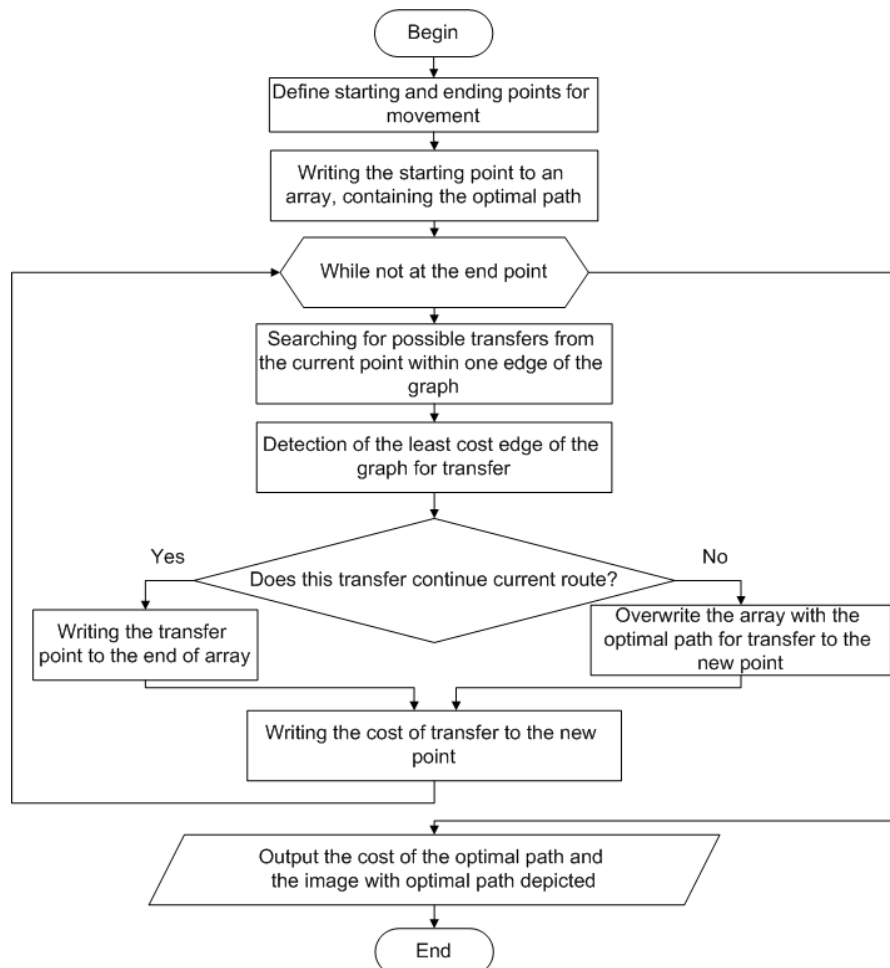 Begin
Define starting and ending points for
movement
Writing the starting point to an
array, containing the optimal path
While not at the end point
Searching for possible transfers from
the current point within one edge of the
graph
Detection of the least cost edge of the
graph for transfer
Yes
No
Does this transfer continue current route?
Writing the transfer
point to the end of array
Overwrite the array with the
optimal path for transfer to the
new point
Writing the cost of transfer to the new
point
Output the cost of the optimal path and
the image with optimal path depicted
End